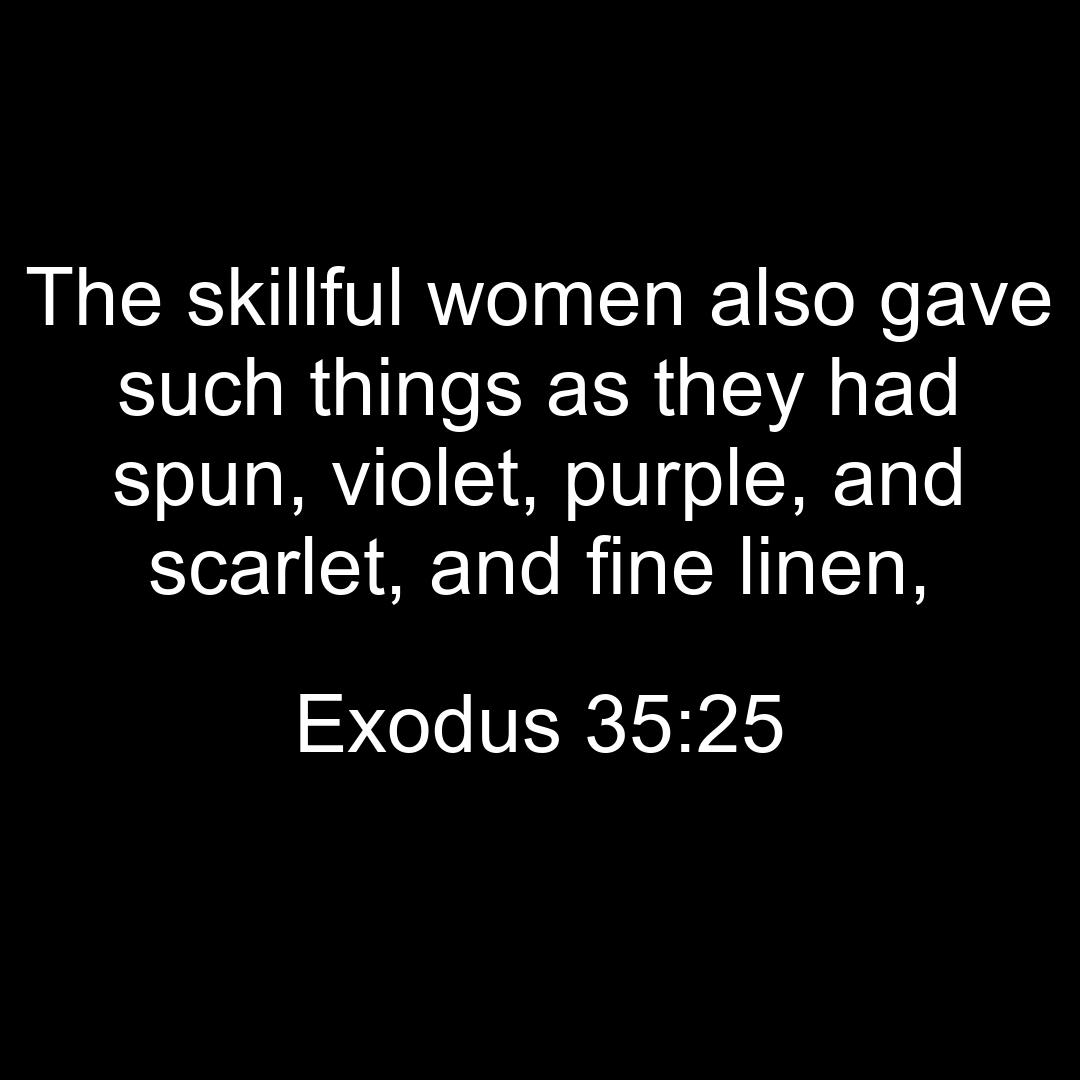 The skillful women also gave
such things as they had
spun, violet, purple, and
scarlet, and fine linen,
Exodus 35:25